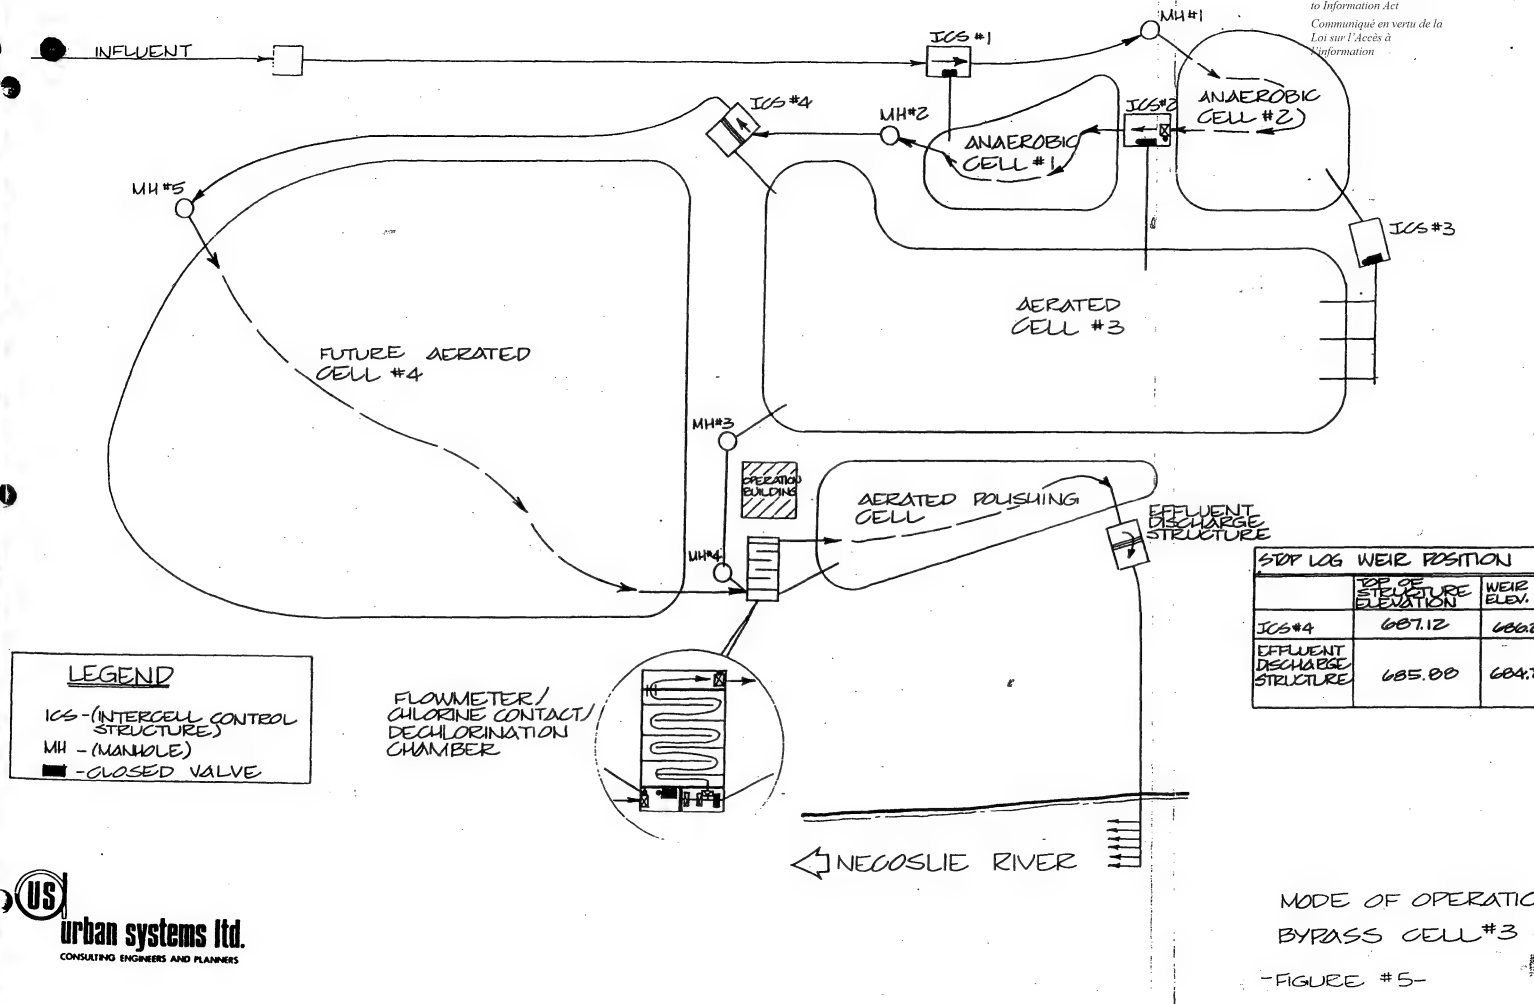 to Information Act
Communiqué en vertu de la
Loi sur l'Accès à
l'information
INFLUENT
ICS #1
MH #1
ICS #4
MH #2
ICS #2
ANAEROBIC
CELL #2
ANAEROBIC
CELL #1
MH #5
ICS #3
AERATED
CELL #3
FUTURE AERATED
CELL #4
MH #3
OPERATION
BUILDING
AERATED POLISHING
CELL
EFFLUENT
DISCHARGE
STRUCTURE
MH #4
STOP LOG WEIR POSITION
TOP OF
STRUCTURE
ELEVATION
WEIR
ELEV.
ICS #4
687.12
EFFLUENT
DISCHARGE
STRUCTURE
685.88
LEGEND
ICS - (INTERCELL CONTROL
STRUCTURE)
MH - (MANHOLE)
- CLOSED VALVE
FLOWMETER/
CHLORINE CONTACT/
DECHLORINATION
CHAMBER
NECOSLIE RIVER
US
urban systems ltd.
CONSULTING ENGINEERS AND PLANNERS
MODE OF OPERATIO
BYPASS CELL #3
- FIGURE #5 -